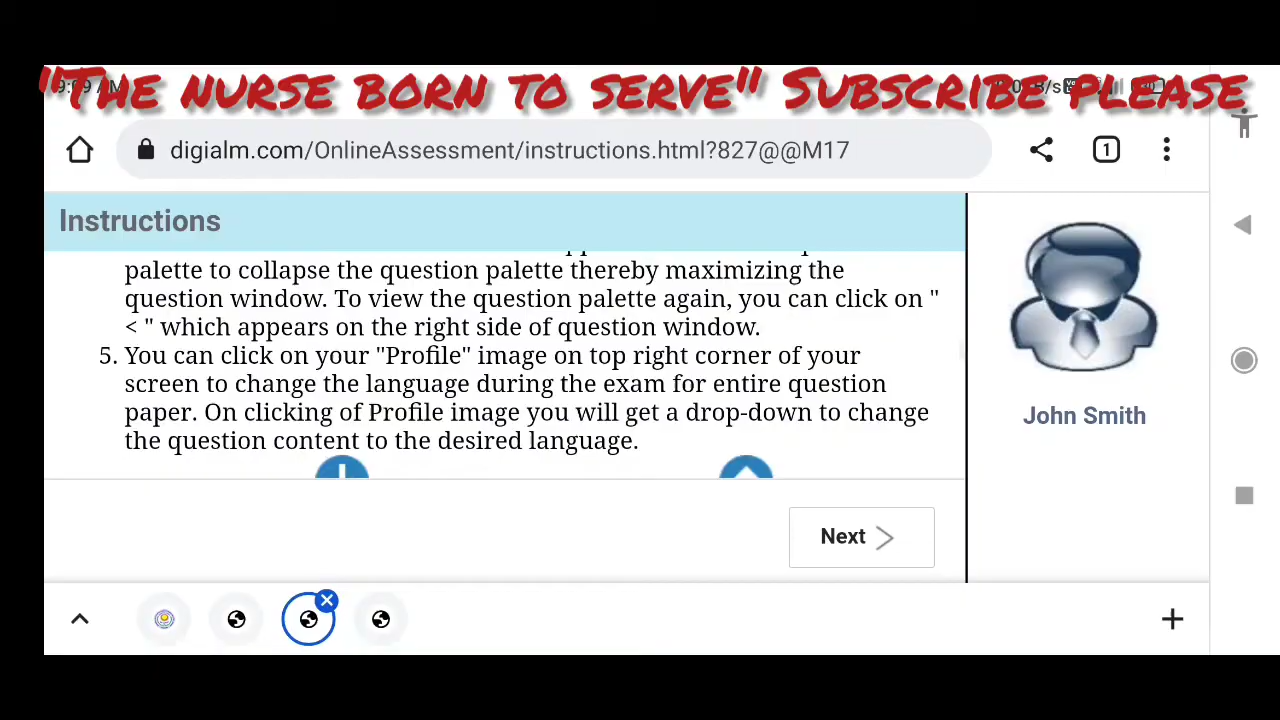 "The nurse born to serve" Subscribe please
digialm.com/OnlineAssessment/instructions.html?827@@M17
1
Instructions
palette to collapse the question palette thereby maximizing the
question window. To view the question palette again, you can click on "
< " which appears on the right side of question window.
5. You can click on your "Profile" image on top right corner of your
screen to change the language during the exam for entire question
paper. On clicking of Profile image you will get a drop-down to change
the question content to the desired language.
John Smith
Next